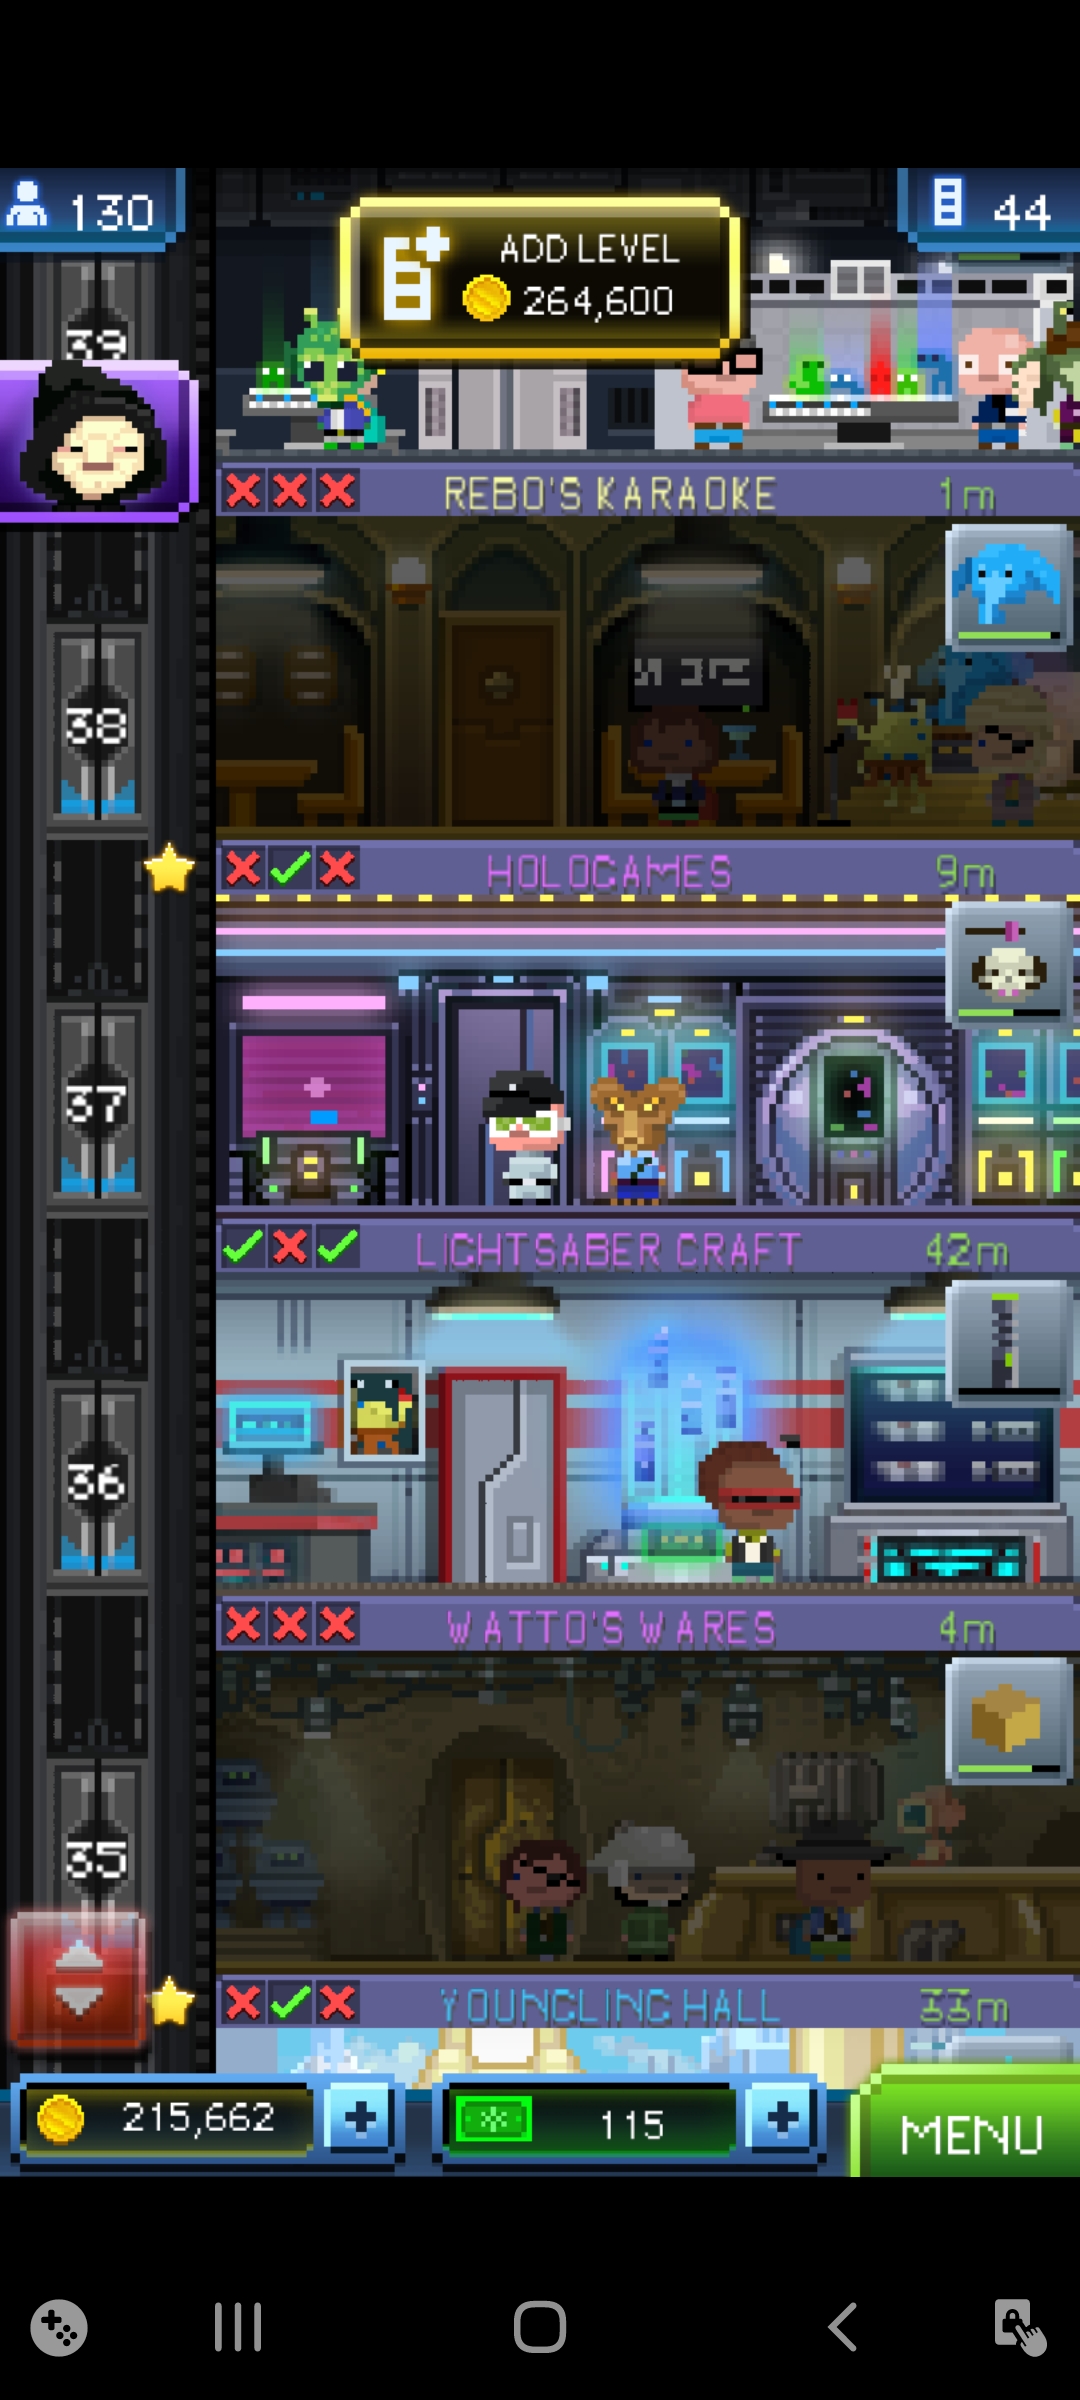 130
ADD LEVEL
264,600
44
39
REBO'S KARAOKE 1m
38
HOLOGAMES 9m
37
LIGHTSABER CRAFT 42m
36
WATTO'S WARES 4m
35
YOUNGLING HALL 33m
215,662
115
MENU